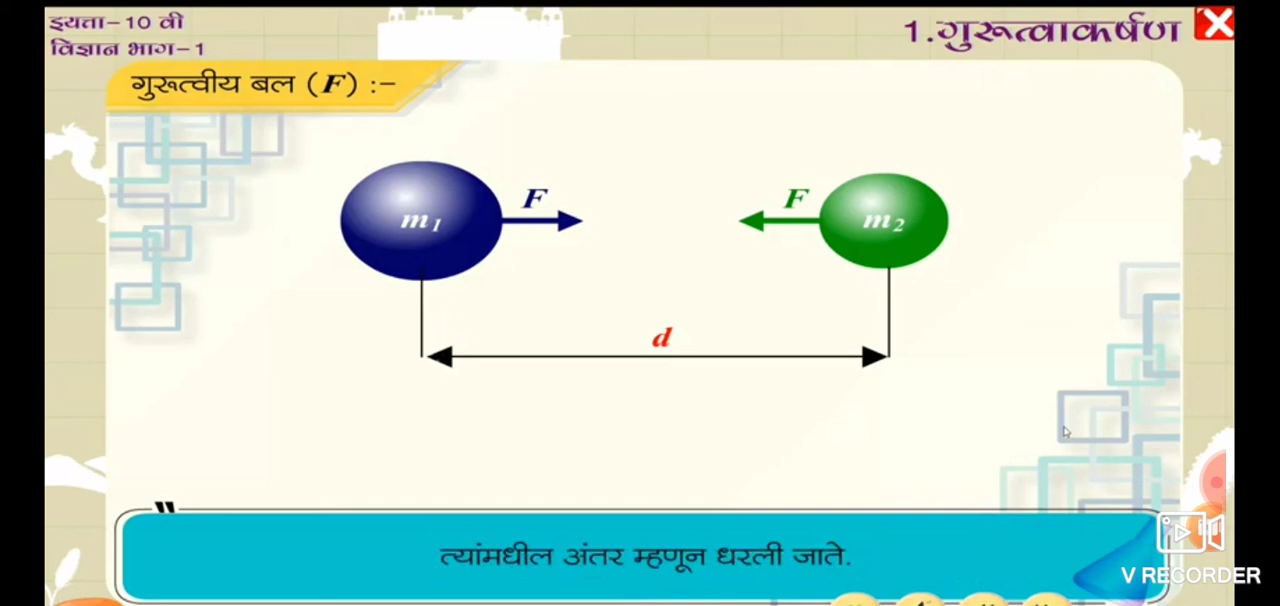 इयत्ता-10 वी
विज्ञान भाग-1
1.गुरूत्वाकर्षण
गुरूत्वीय बल (F) :-
F
F
m1
m2
d
त्यांमधील अंतर म्हणून धरली जाते.
V RECORDER